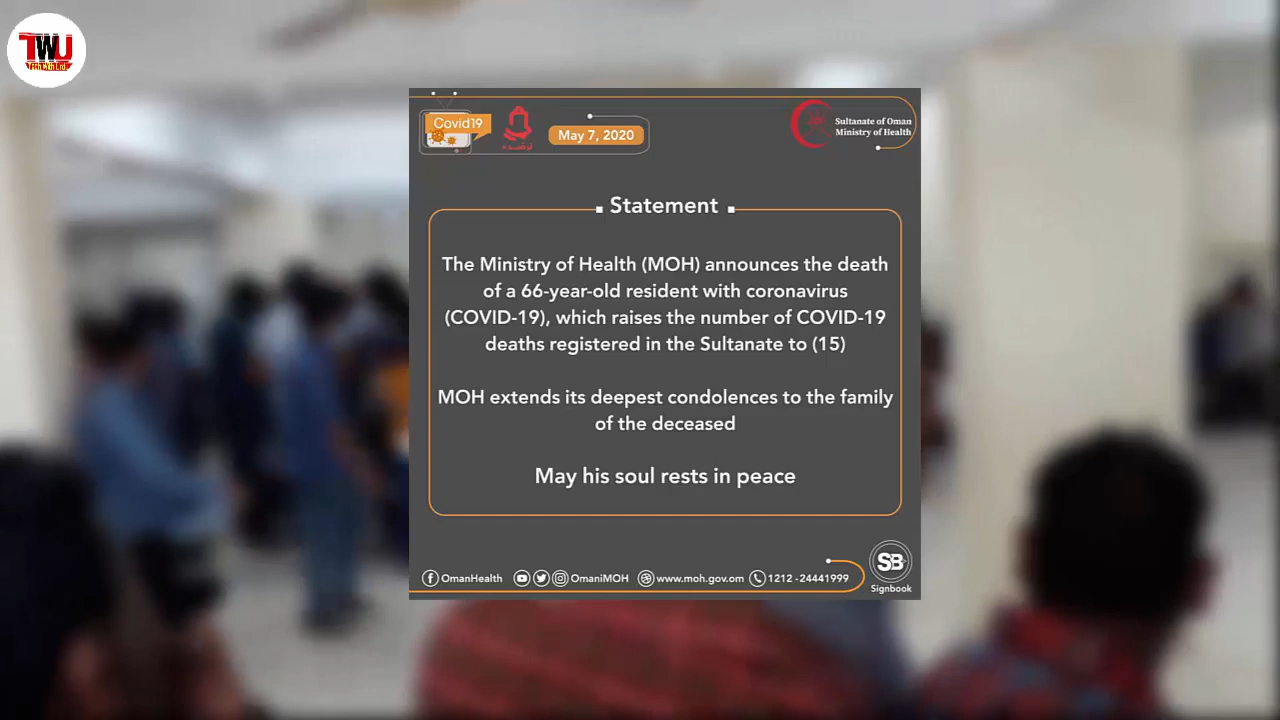 TWU
Tech Wth Urd
Covid19
May 7, 2020
Sultanate of Oman
Ministry of Health
Statement
The Ministry of Health (MOH) announces the death
of a 66-year-old resident with coronavirus
(COVID-19), which raises the number of COVID-19
deaths registered in the Sultanate to (15)
MOH extends its deepest condolences to the family
of the deceased
May his soul rests in peace
OmanHealth
OmaniMOH
www.moh.gov.om
1212 - 24441999
SB
Signbook